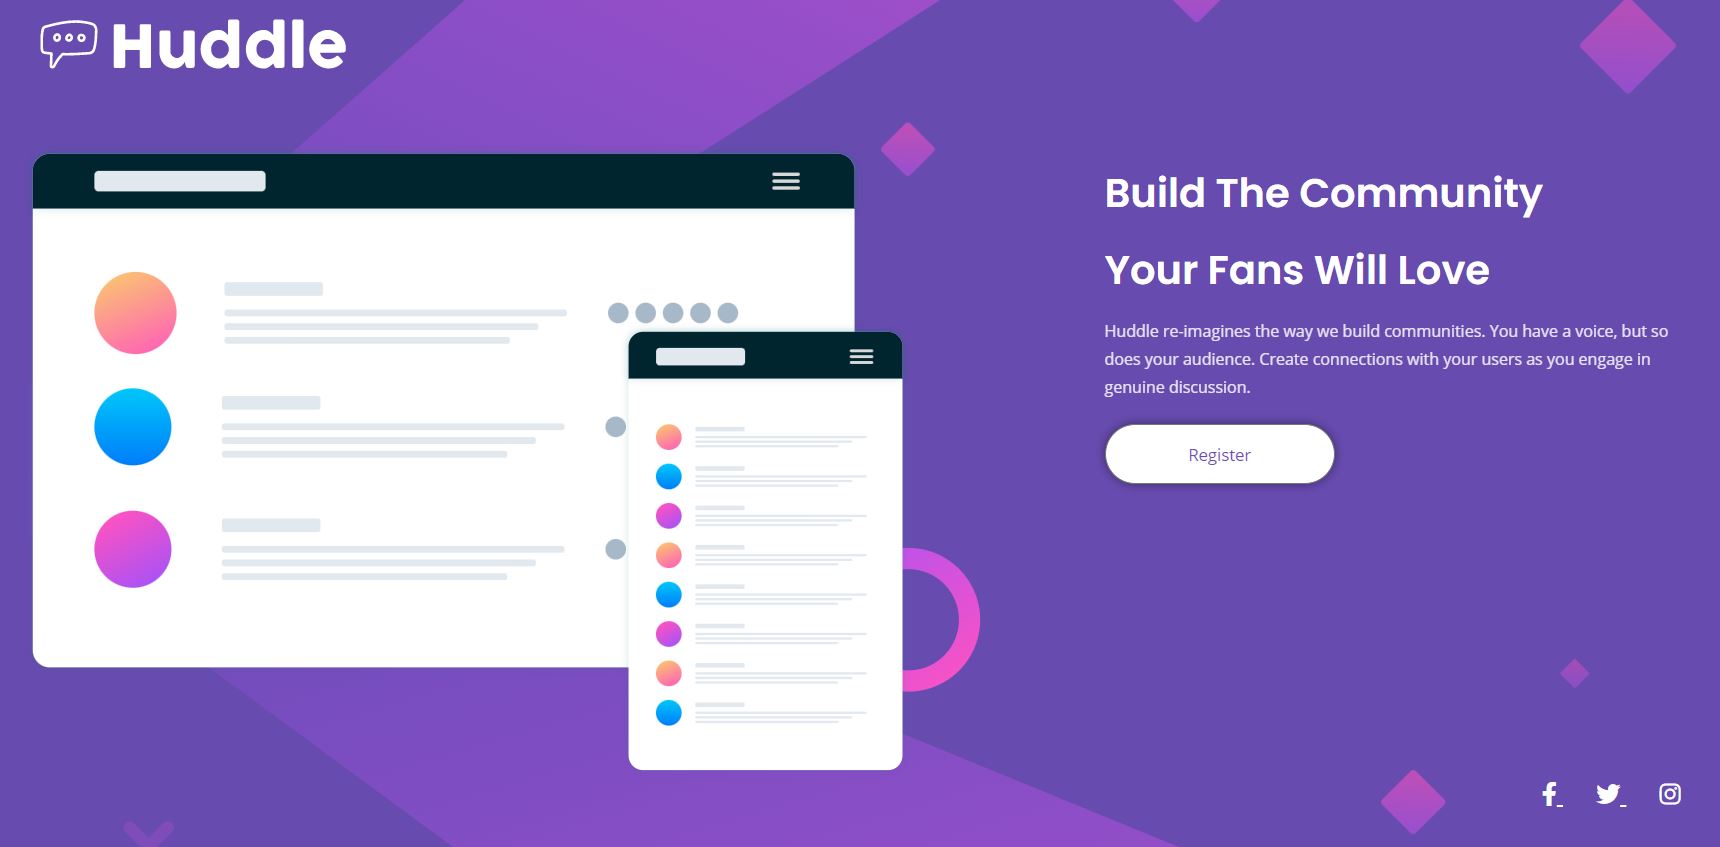 Huddle
Build The Community
Your Fans Will Love
Huddle re-imagines the way we build communities. You have a voice, but so
does your audience. Create connections with your users as you engage in
genuine discussion.
Register